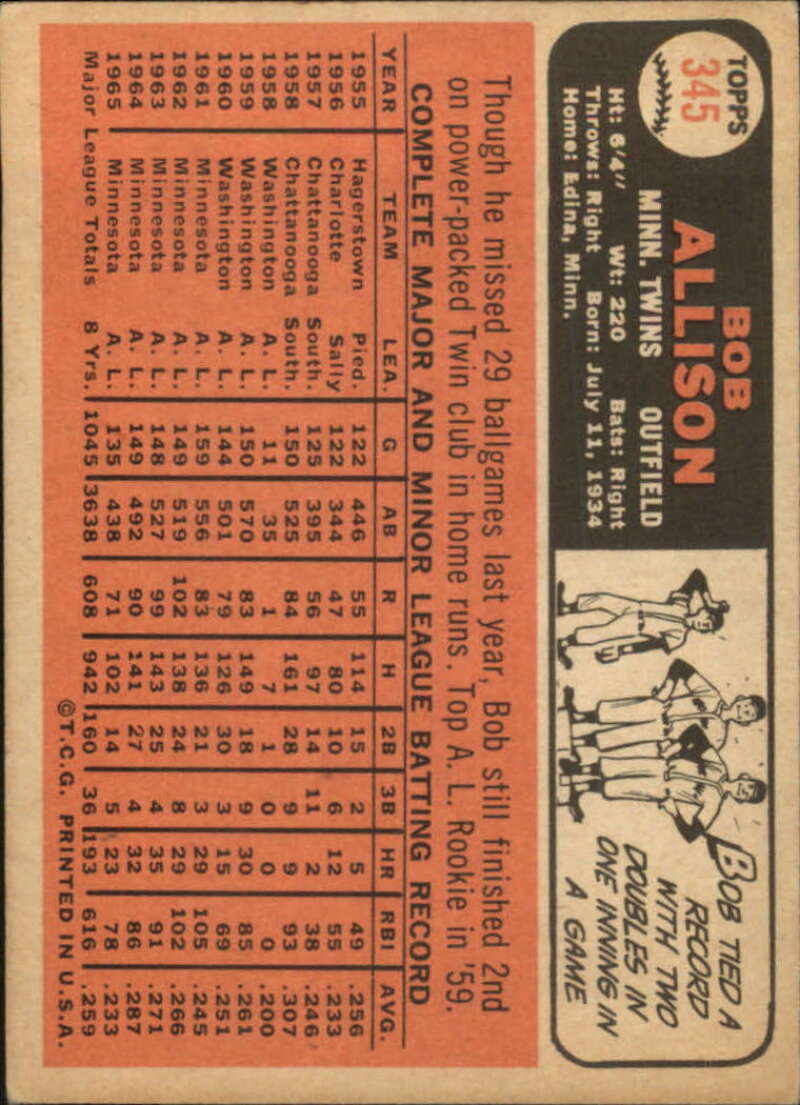 TOPPS
345
BOB
ALLISON
MINN. TWINS OUTFIELD
Ht: 6'4" Wt: 220 Bats: Right
Throws: Right Born: July 11, 1934
Home: Edina, Minn.
BOB TIED A
RECORD
WITH TWO
DOUBLES IN
ONE INNING IN
A GAME
Though he missed 29 ballgames last year, Bob still finished 2nd
on power-packed Twin club in home runs. Top A. L. Rookie in '59.
COMPLETE MAJOR AND MINOR LEAGUE BATTING RECORD
YEAR TEAM LEA. G AB R H 2B 3B HR RBI AVG.
1955 Hagerstown Pied. 122 446 55 114 15 2 5 49 .256
1956 Charlotte Sally 122 344 47 80 10 6 12 55 .233
1957 Chattanooga South. 125 395 56 97 14 11 2 38 .246
1958 Chattanooga South. 150 525 84 161 28 9 9 93 .307
1958 Washington A. L. 11 35 1 7 1 0 0 0 .200
1959 Washington A. L. 150 570 83 149 18 9 30 85 .261
1960 Washington A. L. 144 501 79 126 30 3 15 69 .251
1961 Minnesota A. L. 159 556 83 136 21 3 29 105 .245
1962 Minnesota A. L. 149 519 102 138 24 8 29 102 .266
1963 Minnesota A. L. 148 527 99 143 25 4 35 91 .271
1964 Minnesota A. L. 149 492 90 141 27 4 32 86 .287
1965 Minnesota A. L. 135 438 71 102 14 5 23 78 .233
Major League Totals 8 Yrs. 1045 3638 608 942 160 36 193 616 .259
©T.C.G. PRINTED IN U.S.A.